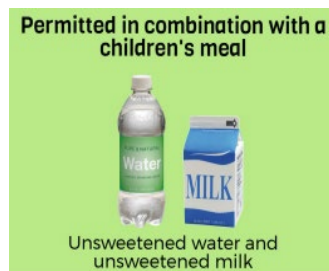 Permitted in combination with a
children's meal
Water
MILK
Unsweetened water and
unsweetened milk